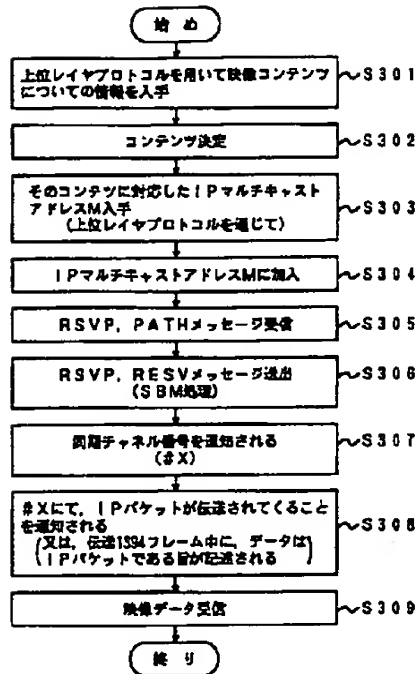 始め
上位レイヤプロトコルを用いて映像コンテンツ
についての情報を入手
～S301
コンテンツ決定
～S302
そのコンテンツに対応したIPマルチキャスト
アドレスM入手
(上位レイヤプロトコルを通じて)
～S303
IPマルチキャストアドレスMに加入
～S304
RSVP, PATHメッセージ受信
～S305
RSVP, RESVメッセージ送出
(SBM処理)
～S306
同期チャネル番号を通知される
(#X)
～S307
#Xにて, IPパケットが伝送されてくること
を通知される
(又は, 伝送1394フレーム中に, データは
IPパケットである旨が記述される)
～S308
映像データ受信
～S309
終り